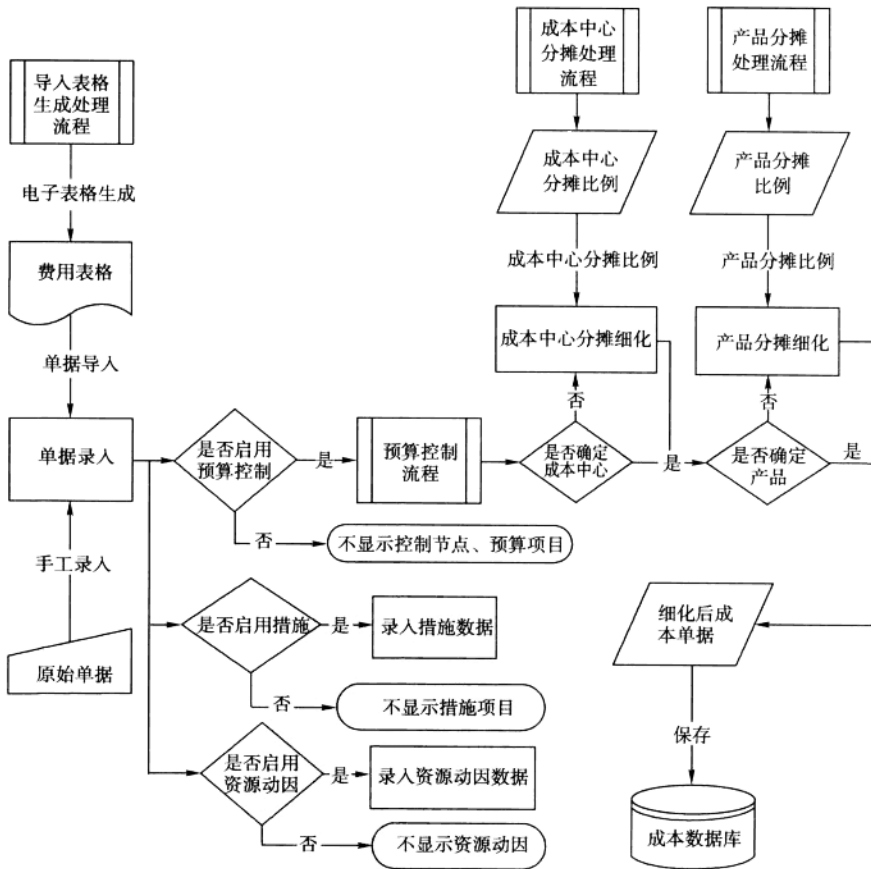 导入表格
生成处理
流程
电子表格生成
费用表格
单据导入
单据录入
手工录入
原始单据
成本中心
分摊处理
流程
产品分摊
处理流程
成本中心
分摊比例
产品分摊
比例
成本中心分摊比例
产品分摊比例
成本中心分摊细化
产品分摊细化
否
否
是否启用
预算控制
是
预算控制
流程
是否确定
成本中心
是
是否确定
产品
是
否
不显示控制节点、预算项目
是否启用措施
是
录入措施数据
否
不显示措施项目
是否启用
资源动因
是
录入资源动因数据
否
不显示资源动因
细化后成
本单据
保存
成本数据库